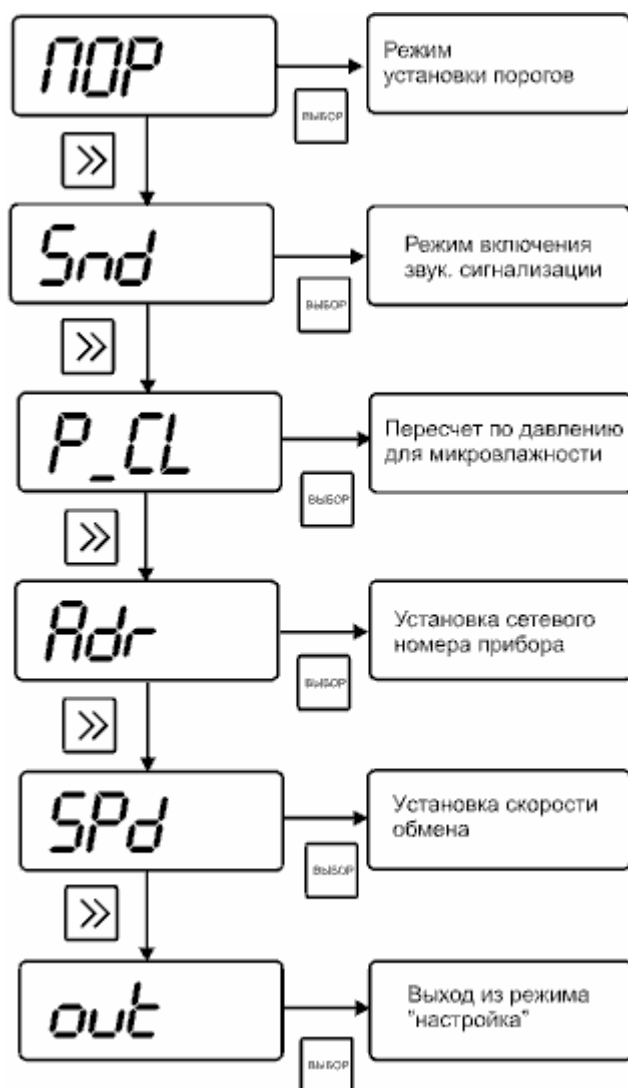 ПОР
Режим
установки порогов
ВЫБОР
>>
Snd
Режим включения
звук. сигнализации
ВЫБОР
>>
P_CL
Пересчет по давлению
для микровлажности
ВЫБОР
>>
Adr
Установка сетевого
номера прибора
ВЫБОР
>>
SPd
Установка скорости
обмена
ВЫБОР
>>
out
Выход из режима
"настройка"
ВЫБОР